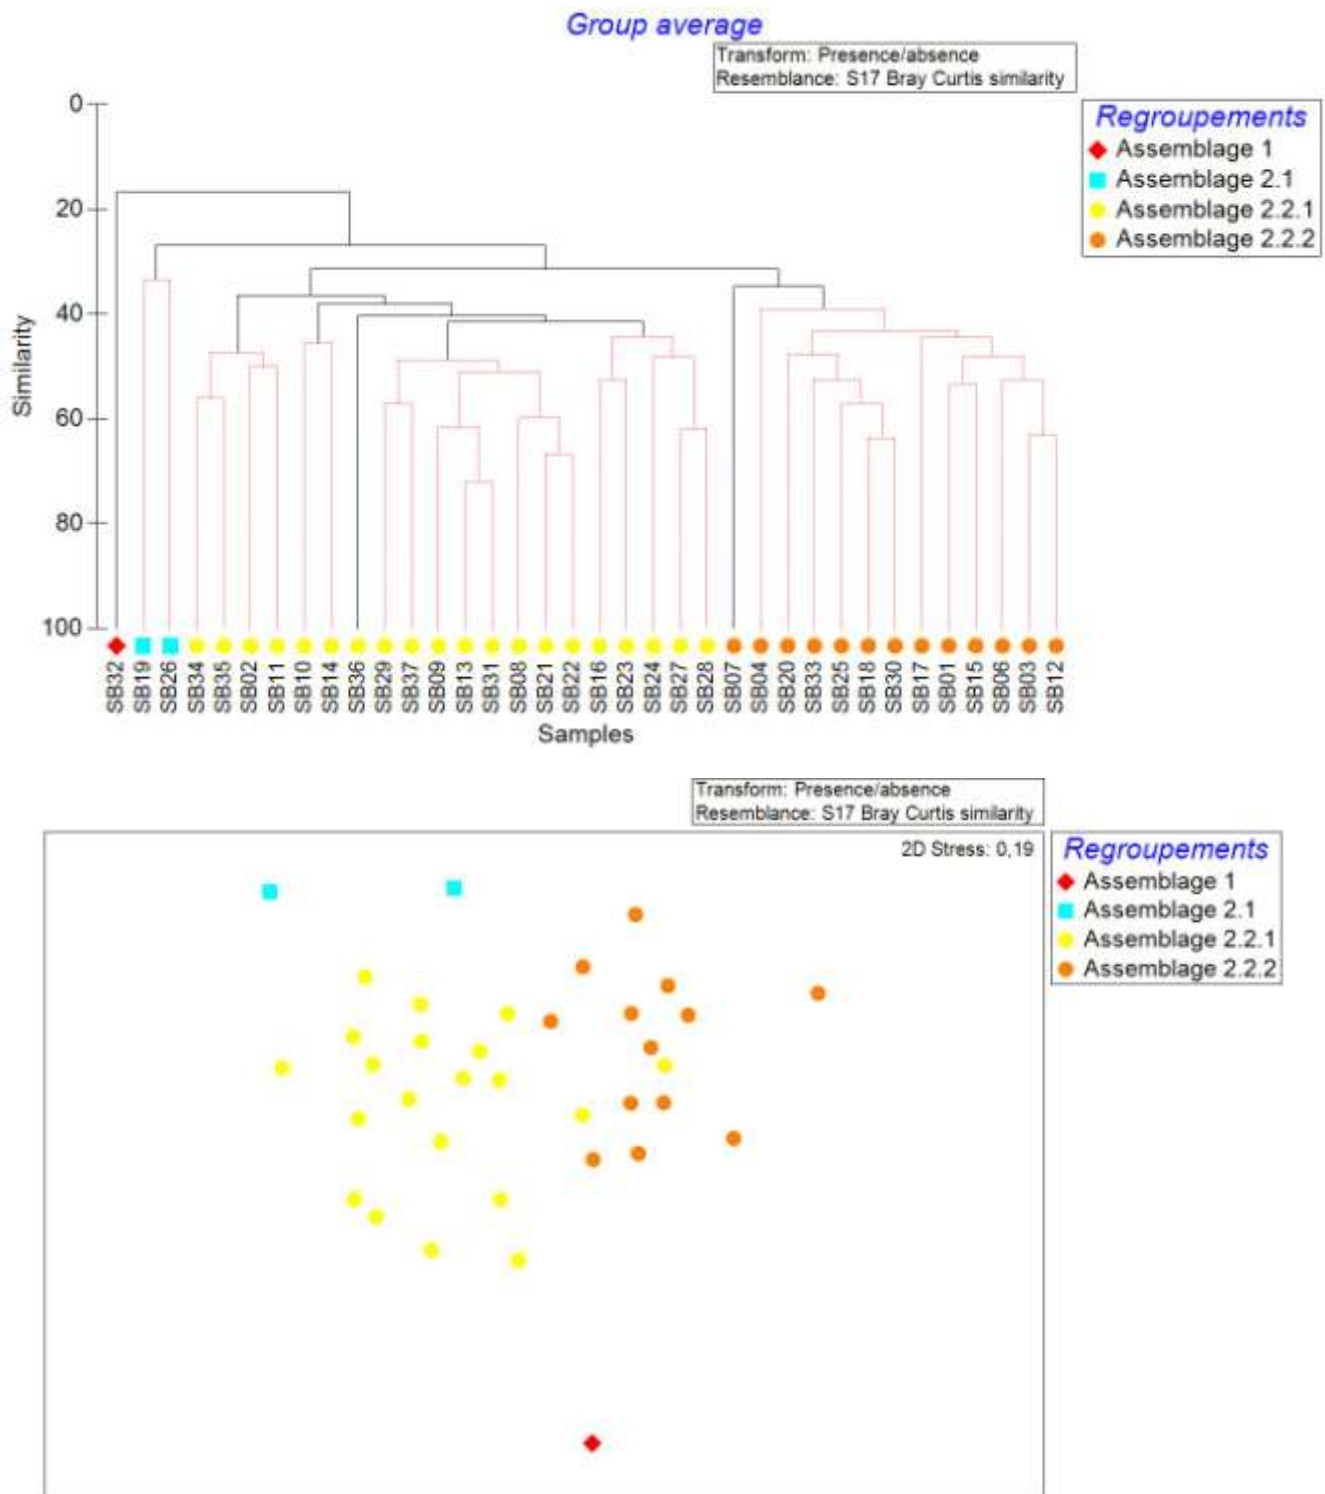 Group average
Transform: Presence/absence
Resemblance: S17 Bray Curtis similarity
Regroupements
Assemblage 1
Assemblage 2.1
Assemblage 2.2.1
Assemblage 2.2.2
0
20
40
60
80
100
Similarity
SB32
SB19
SB26
SB34
SB35
SB02
SB11
SB10
SB14
SB36
SB29
SB37
SB09
SB13
SB31
SB08
SB21
SB22
SB16
SB23
SB24
SB27
SB28
SB07
SB04
SB20
SB33
SB25
SB18
SB30
SB17
SB01
SB15
SB06
SB03
SB12
Samples
Transform: Presence/absence
Resemblance: S17 Bray Curtis similarity
2D Stress: 0,19
Regroupements
Assemblage 1
Assemblage 2.1
Assemblage 2.2.1
Assemblage 2.2.2